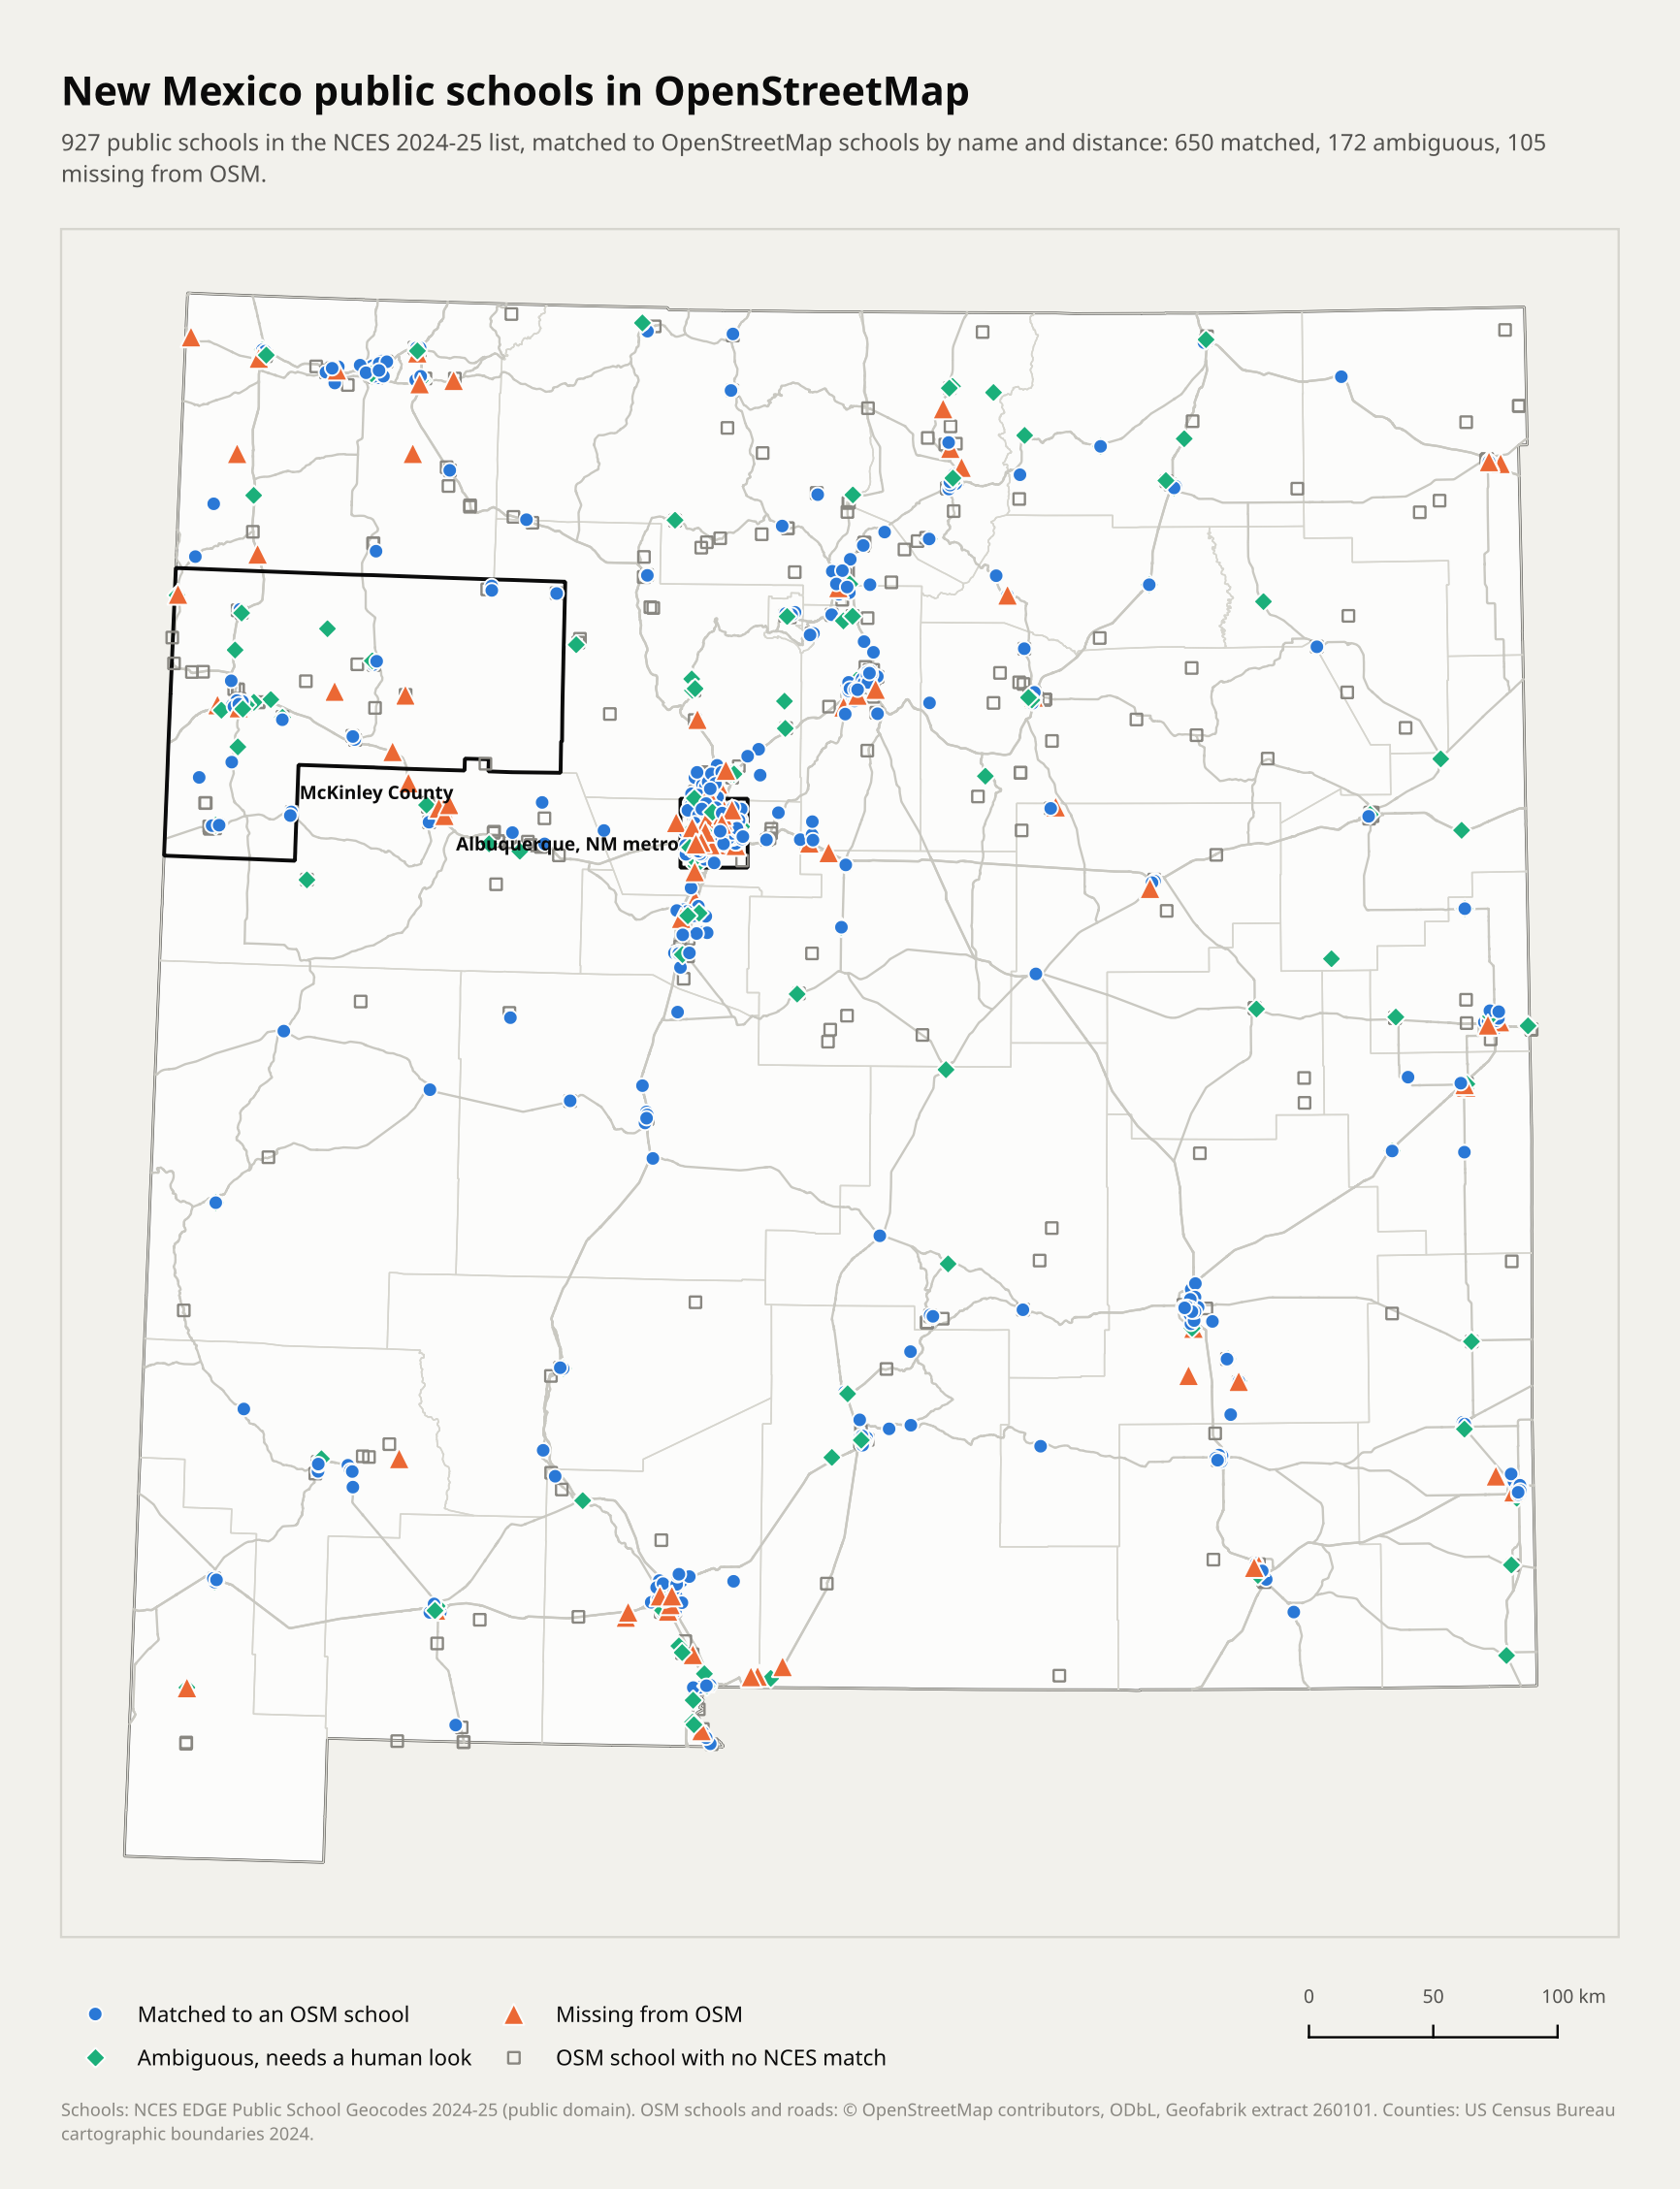 New Mexico public schools in OpenStreetMap
927 public schools in the NCES 2024-25 list, matched to OpenStreetMap schools by name and distance: 650 matched, 172 ambiguous, 105
missing from OSM.
McKinley County
Albuquerque, NM metro
0 50 100 km
Matched to an OSM school
Missing from OSM
Ambiguous, needs a human look
OSM school with no NCES match
Schools: NCES EDGE Public School Geocodes 2024-25 (public domain). OSM schools and roads: © OpenStreetMap contributors, ODbL, Geofabrik extract 260101. Counties: US Census Bureau
cartographic boundaries 2024.